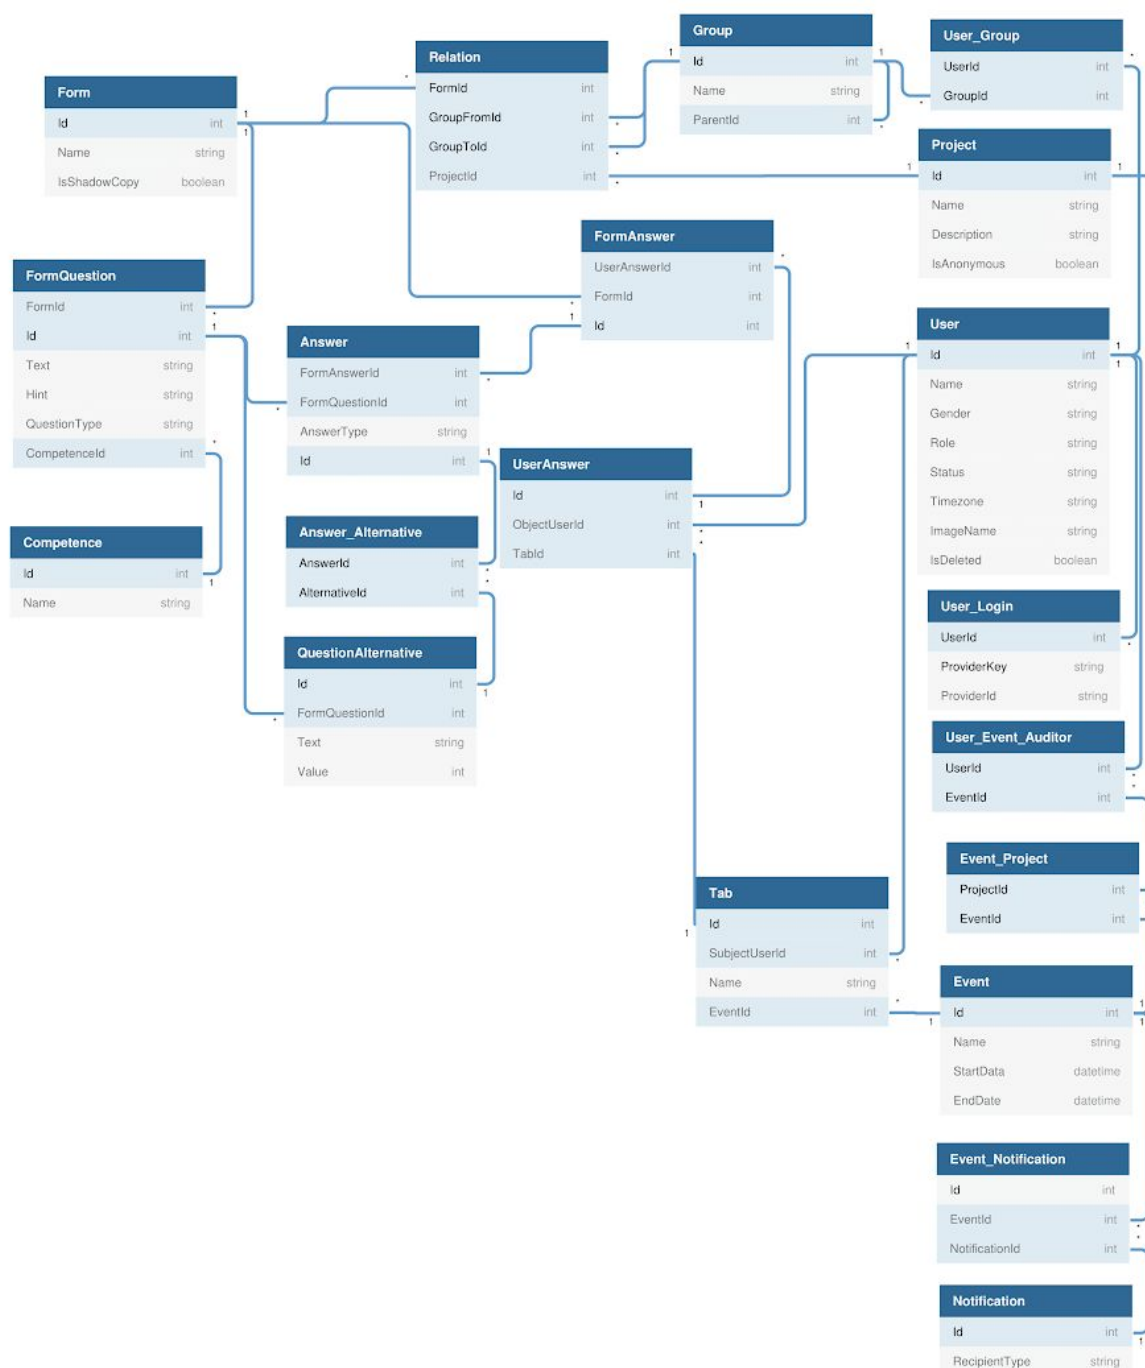 Form
Id int
Name string
IsShadowCopy boolean
Relation
FormId int
GroupFromId int
GroupToId int
ProjectId int
Group
Id int
Name string
ParentId int
User_Group
UserId int
GroupId int
Project
Id int
Name string
Description string
IsAnonymous boolean
FormAnswer
UserAnswerId int
FormId int
Id int
FormQuestion
FormId int
Id int
Text string
Hint string
QuestionType string
CompetenceId int
Answer
FormAnswerId int
FormQuestionId int
AnswerType string
Id int
User
Id int
Name string
Gender string
Role string
Status string
Timezone string
ImageName string
IsDeleted boolean
UserAnswer
Id int
ObjectUserId int
TabId int
Competence
Id int
Name string
Answer_Alternative
AnswerId int
AlternativeId int
QuestionAlternative
Id int
FormQuestionId int
Text string
Value int
User_Login
UserId int
ProviderKey string
ProviderId string
User_Event_Auditor
UserId int
EventId int
Event_Project
ProjectId int
EventId int
Tab
Id int
SubjectUserId int
Name string
EventId int
Event
Id int
Name string
StartData datetime
EndDate datetime
Event_Notification
Id int
EventId int
NotificationId int
Notification
Id int
RecipientType string